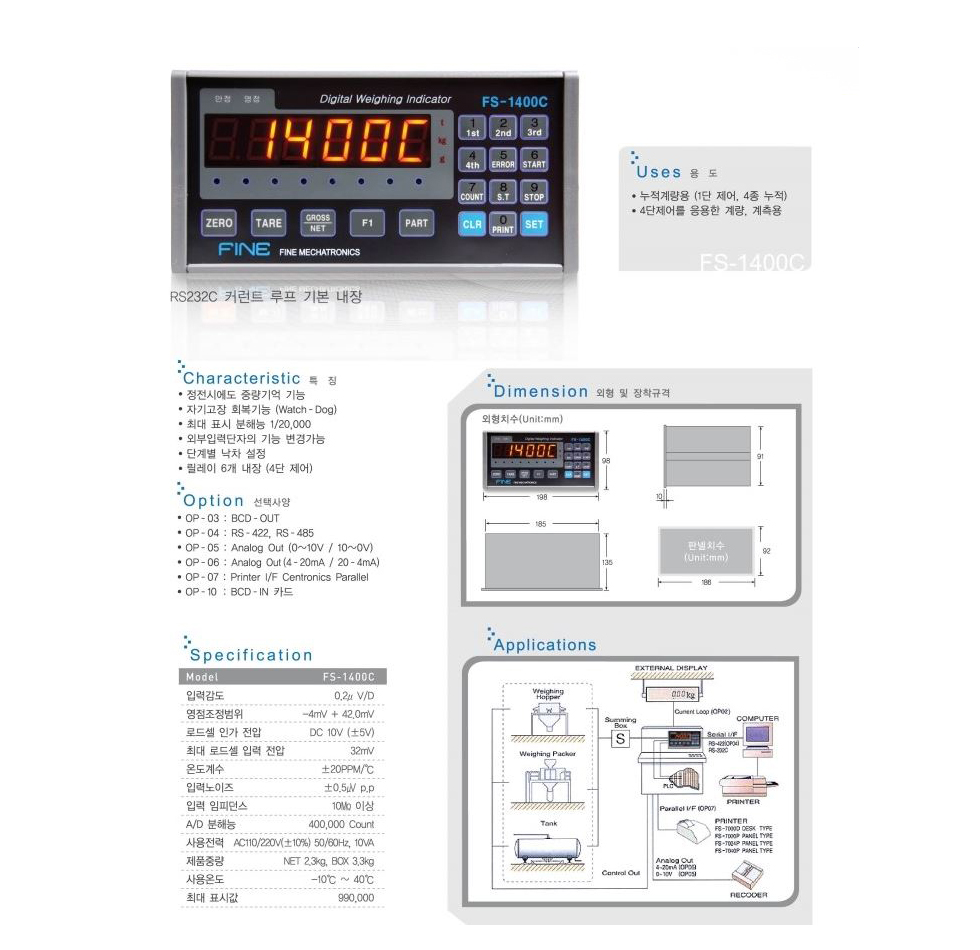 안정 영점
Digital Weighing Indicator
FS-1400C
1400C
t
kg
g
1 1st
2 2nd
3 3rd
4 4th
5 ERROR
6 START
7 COUNT
8 S.T
9 STOP
ZERO
TARE
GROSS NET
F1
PART
CLR
0 PRINT
SET
FINE FINE MECHATRONICS
RS232C 커런트 루프 기본 내장
Uses 용 도
• 누적계량용 (1단 제어, 4종 누적)
• 4단제어를 응용한 계량, 계측용
FS-1400C
Characteristic 특 징
• 정전시에도 중량기억 기능
• 자기고장 회복기능 (Watch-Dog)
• 최대 표시 분해능 1/20,000
• 외부입력단자의 기능 변경가능
• 단계별 낙차 설정
• 릴레이 6개 내장 (4단 제어)
Option 선택사양
• OP-03 : BCD-OUT
• OP-04 : RS-422, RS-485
• OP-05 : Analog Out (0~10V / 10~0V)
• OP-06 : Analog Out (4-20mA / 20-4mA)
• OP-07 : Printer I/F Centronics Parallel
• OP-10 : BCD-IN 카드
Specification
Model FS-1400C
입력감도 0.2μ V/D
영점조정범위 -4mV + 42.0mV
로드셀 인가 전압 DC 10V (±5V)
최대 로드셀 입력 전압 32mV
온도계수 ±20PPM/℃
입력노이즈 ±0.5μV p.p
입력 임피던스 10MΩ 이상
A/D 분해능 400,000 Count
사용전력 AC110/220V(±10%) 50/60Hz, 10VA
제품중량 NET 2.3kg, BOX 3.3kg
사용온도 -10℃ ~ 40℃
최대 표시값 990,000
Dimension 외형 및 장착규격
외형치수(Unit:mm)
98
198
91
10
185
135
판넬치수
(Unit:mm)
92
186
Applications
EXTERNAL DISPLAY
000 kg
Current Loop (OP02)
Weighing
Hopper
W
Summing
Box
S
COMPUTER
Serial I/F
RS-422(OP04)
RS-232C
Weighing Packer
PLC
PRINTER
Parallel I/F (OP07)
PRINTER
FS-7000D DESK TYPE
FS-7000P PANEL TYPE
FS-7024P PANEL TYPE
FS-7040P PANEL TYPE
Tank
Analog Out
4-20mA (OP06)
0-10V (OP05)
Control Out
RECODER